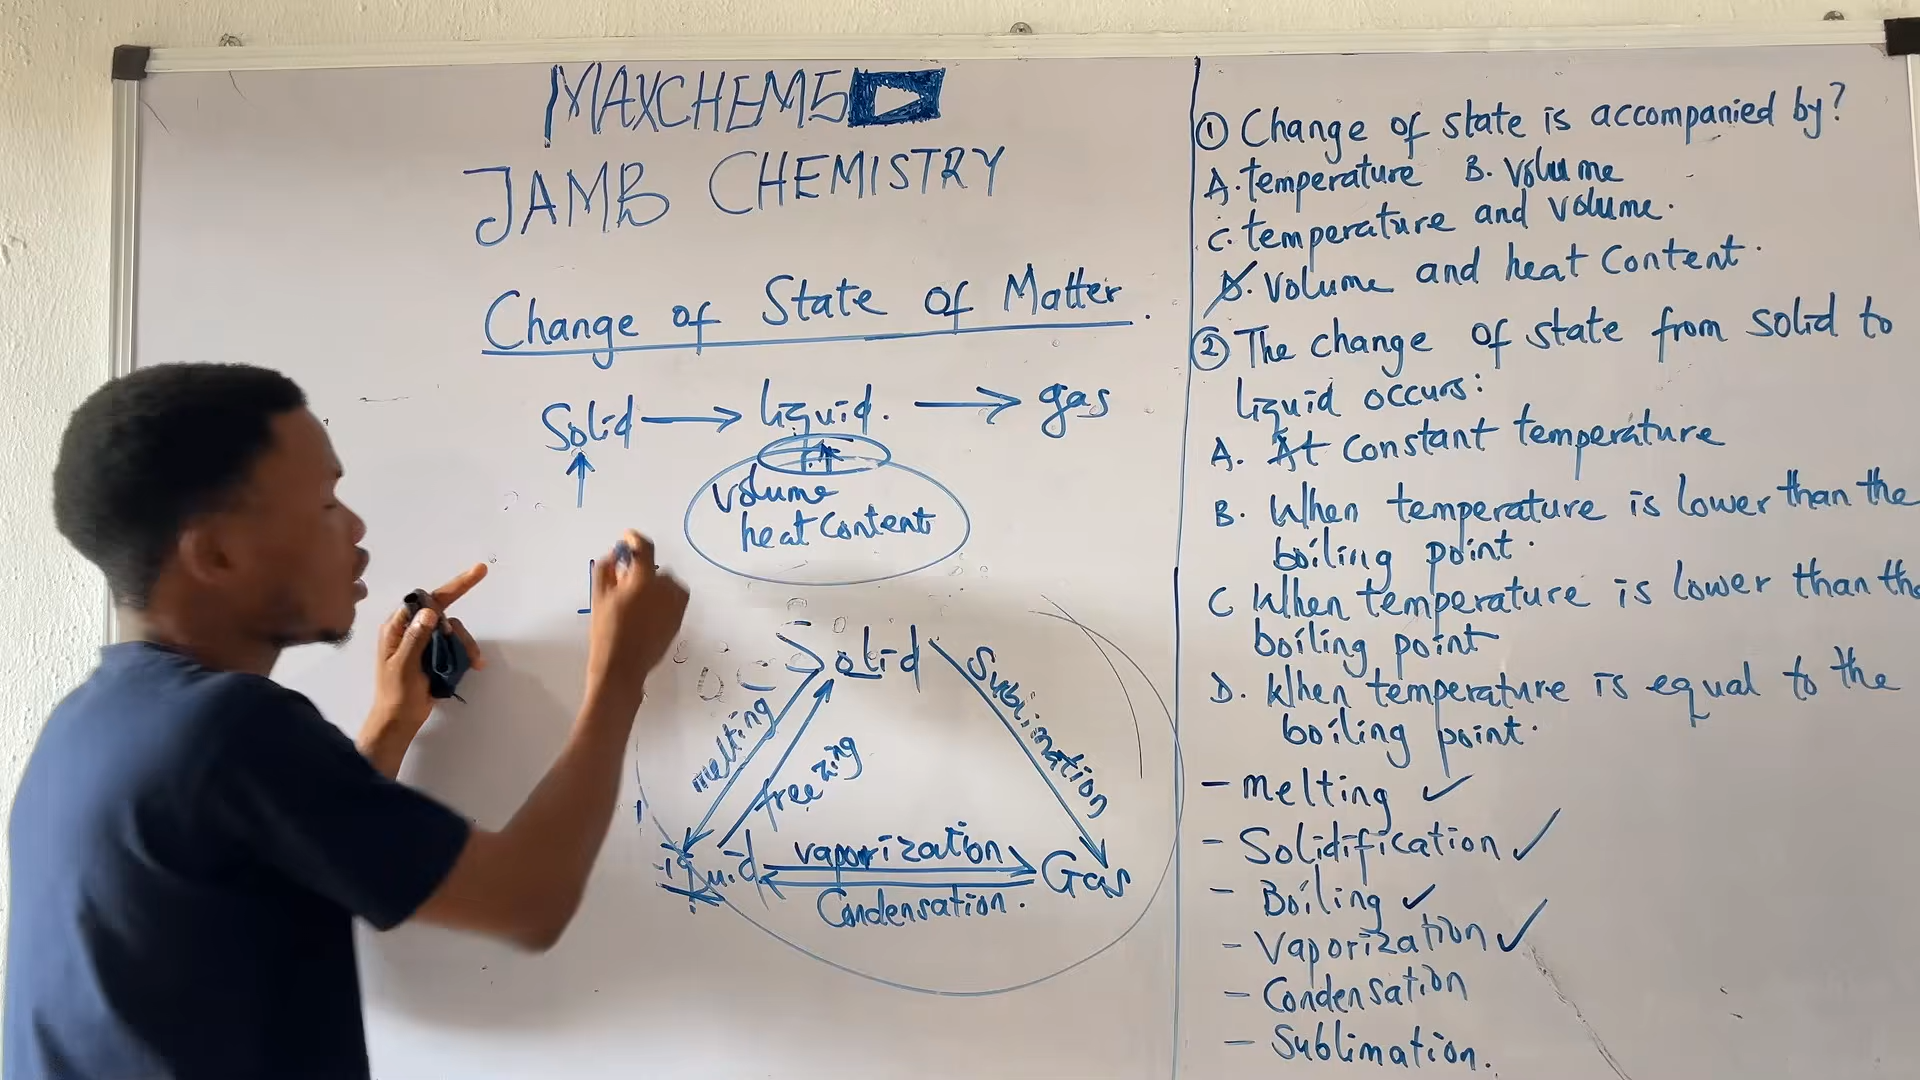 MAXCHEM5
JAMB CHEMISTRY
Change of State of Matter.
Solid → liquid. → gas
volume
heat Content
Solid
melting
freezing
Sublimation
vaporization
Condensation.
Gas
① Change of state is accompanied by?
A. temperature B. volume
C. temperature and volume.
D. volume and heat Content.
② The change of state from solid to
liquid occurs:
A. At constant temperature
B. When temperature is lower than the
boiling point.
C When temperature is lower than the
boiling point
D. When temperature is equal to the
boiling point.
- melting ✓
- Solidification ✓
- Boiling ✓
- Vaporization ✓
- Condensation
- Sublimation.